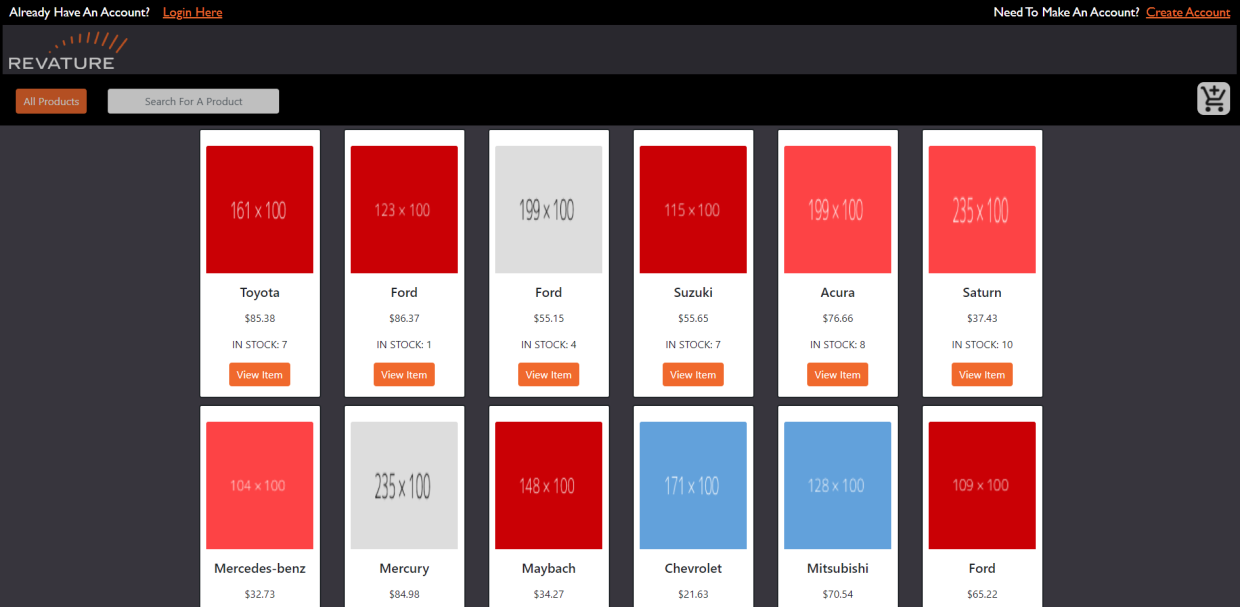 Already Have An Account? Login Here Need To Make An Account? Create Account
REVATURE
All Products Search For A Product
161 x 100 123 x 100 199 x 100 115 x 100 199 x 100 235 x 100
Toyota Ford Ford Suzuki Acura Saturn
$85.38 $86.37 $55.15 $55.65 $76.66 $37.43
IN STOCK: 7 IN STOCK: 1 IN STOCK: 4 IN STOCK: 7 IN STOCK: 8 IN STOCK: 10
View Item View Item View Item View Item View Item View Item
104 x 100 235 x 100 148 x 100 171 x 100 128 x 100 109 x 100
Mercedes-benz Mercury Maybach Chevrolet Mitsubishi Ford
$32.73 $84.98 $34.27 $21.63 $70.54 $65.22